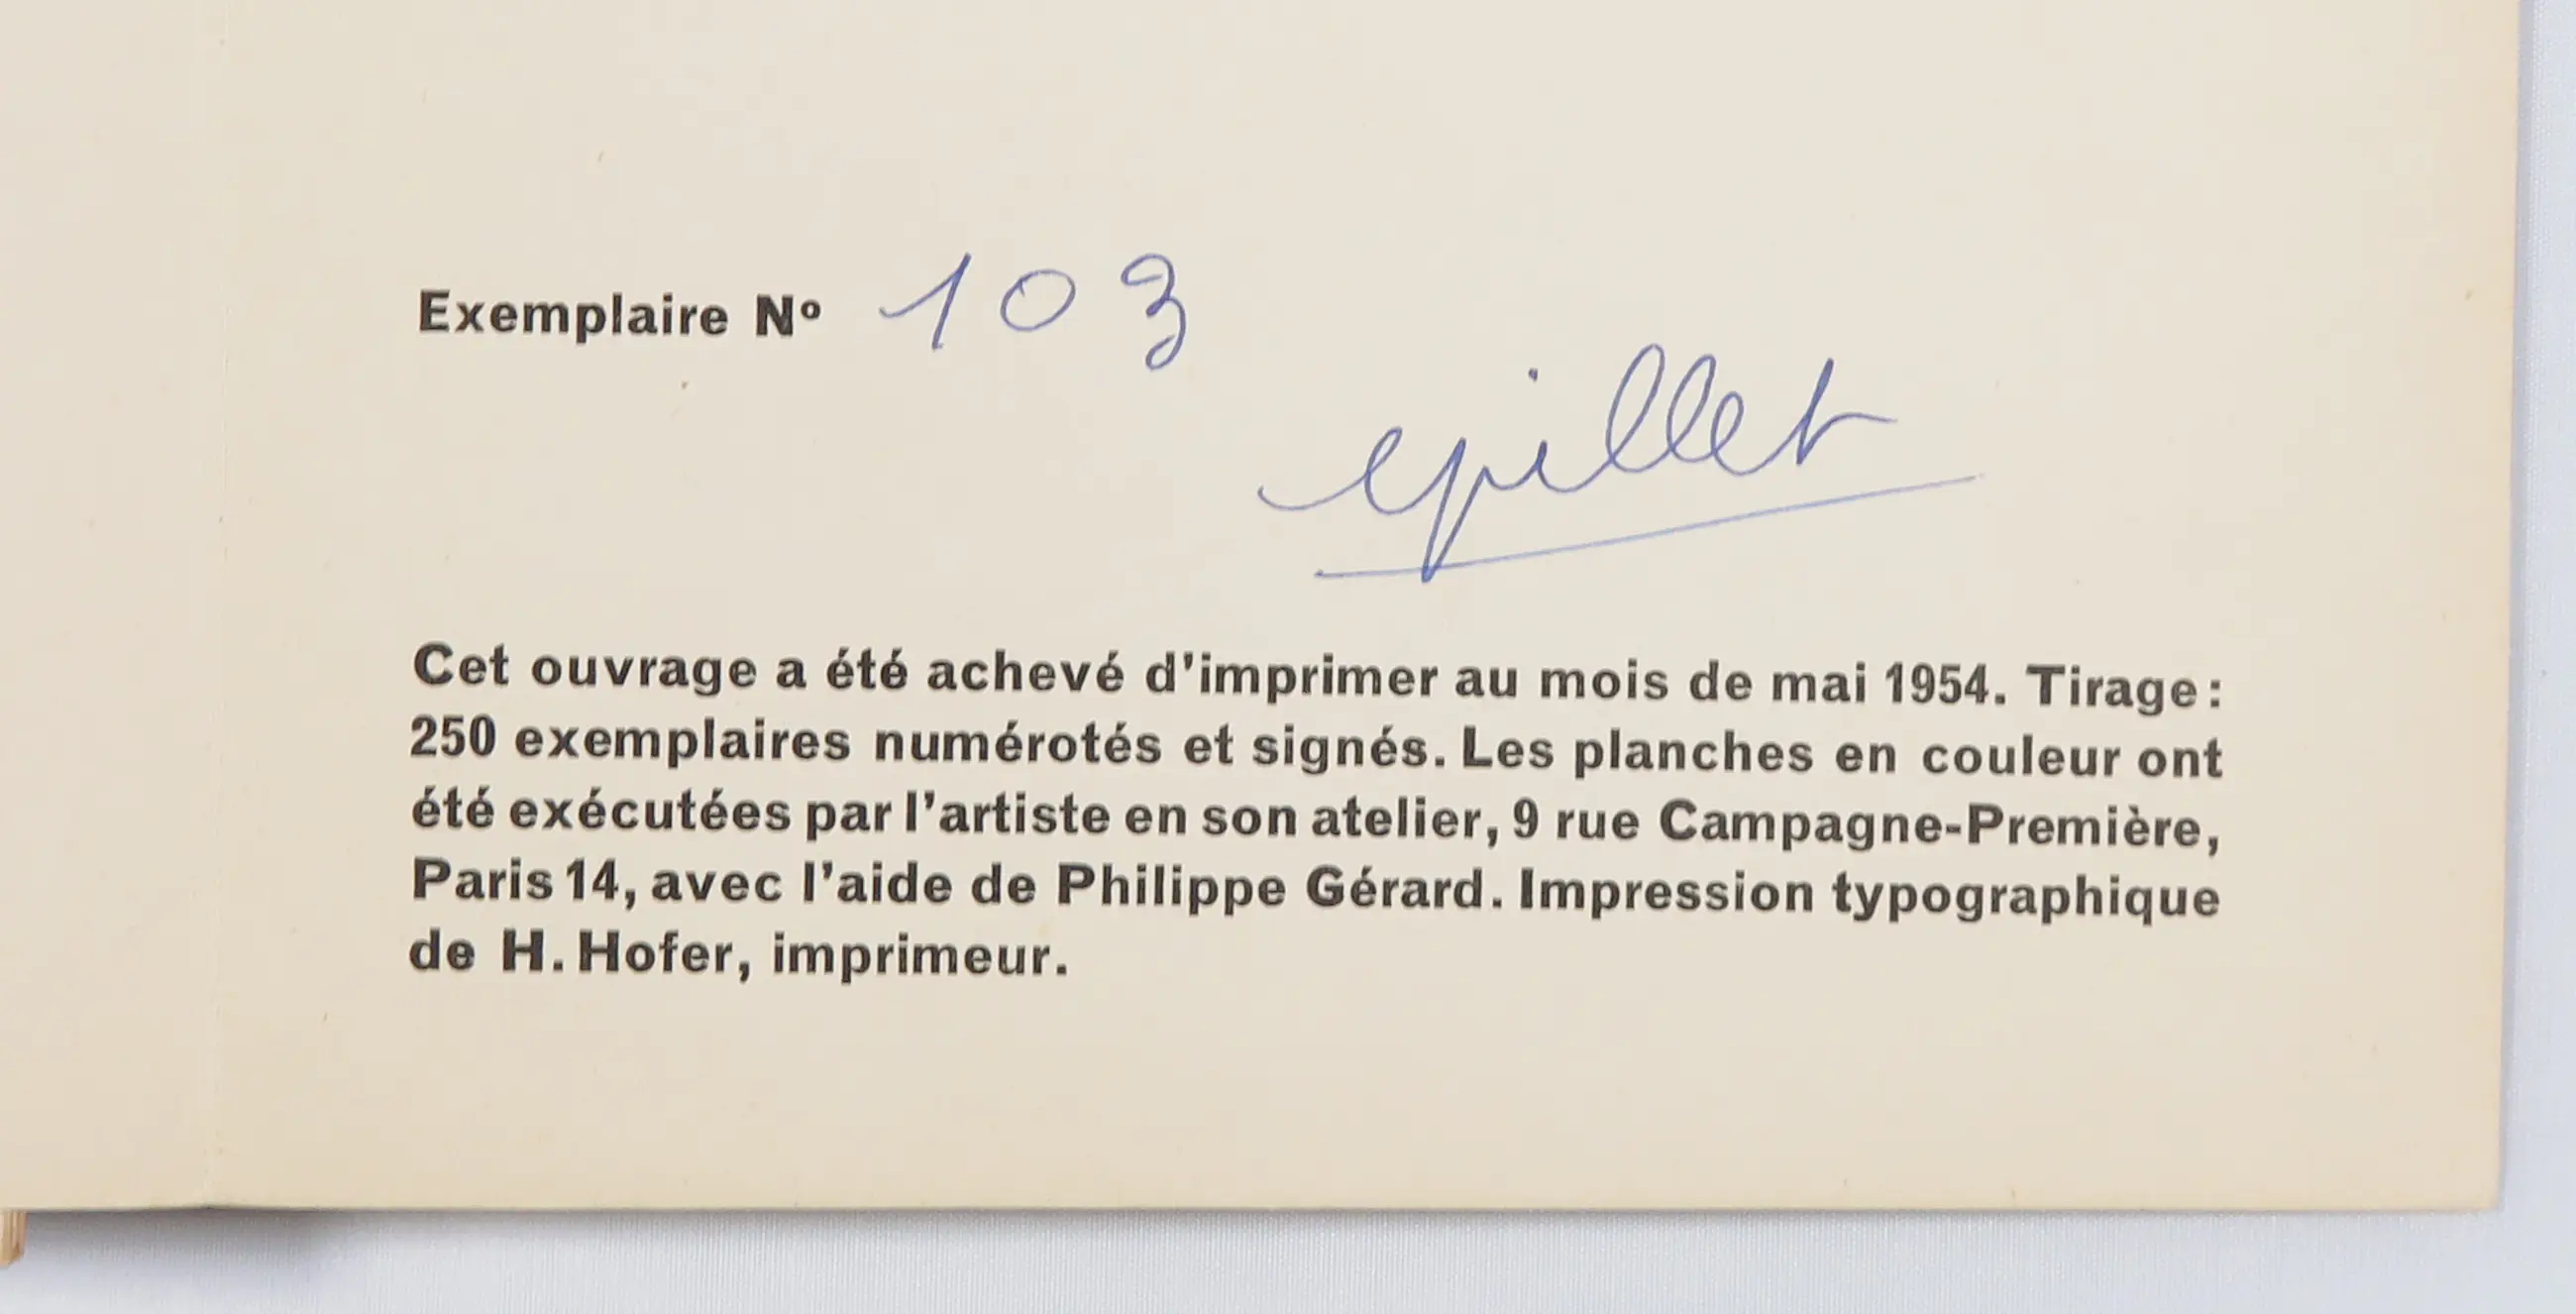 Exemplaire Nº 103
epillet
Cet ouvrage a été achevé d'imprimer au mois de mai 1954. Tirage:
250 exemplaires numérotés et signés. Les planches en couleur ont
été exécutées par l'artiste en son atelier, 9 rue Campagne-Première,
Paris 14, avec l'aide de Philippe Gérard. Impression typographique
de H. Hofer, imprimeur.